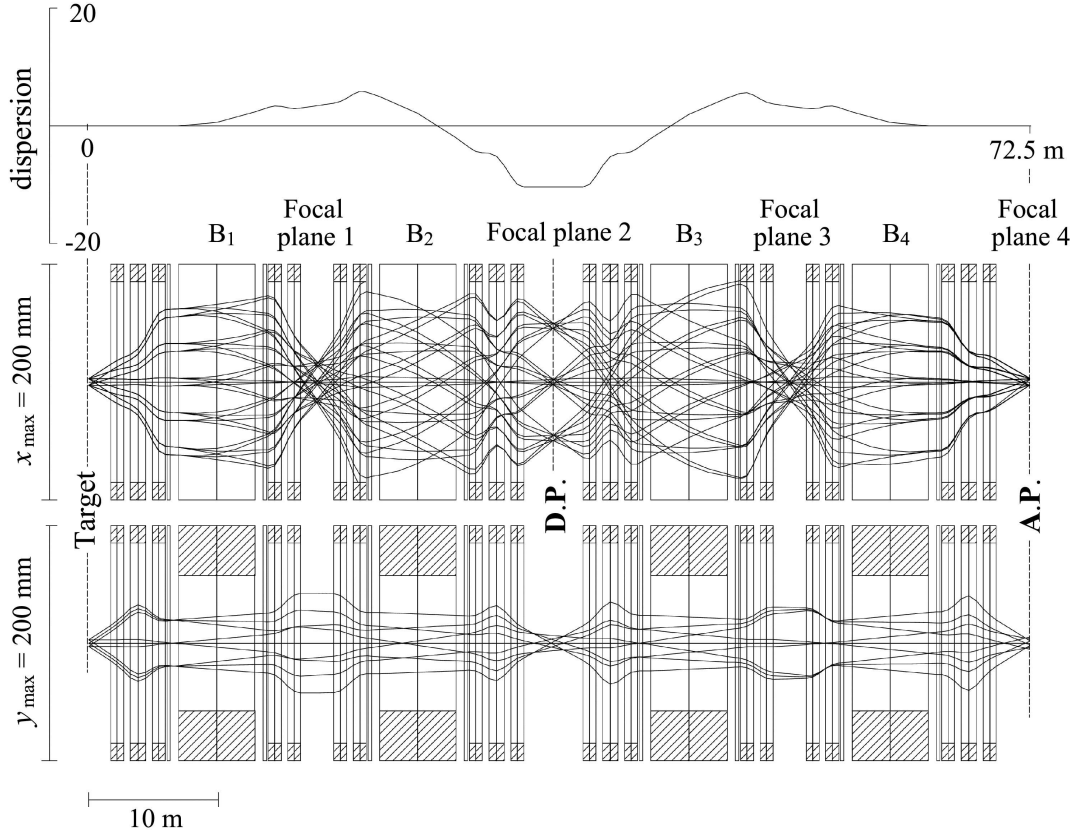 20
dispersion
0
72.5 m
-20
Focal
plane 1
Focal plane 2
Focal
plane 3
Focal
plane 4
B1
B2
B3
B4
x max = 200 mm
Target
D.P.
A.P.
y max = 200 mm
10 m